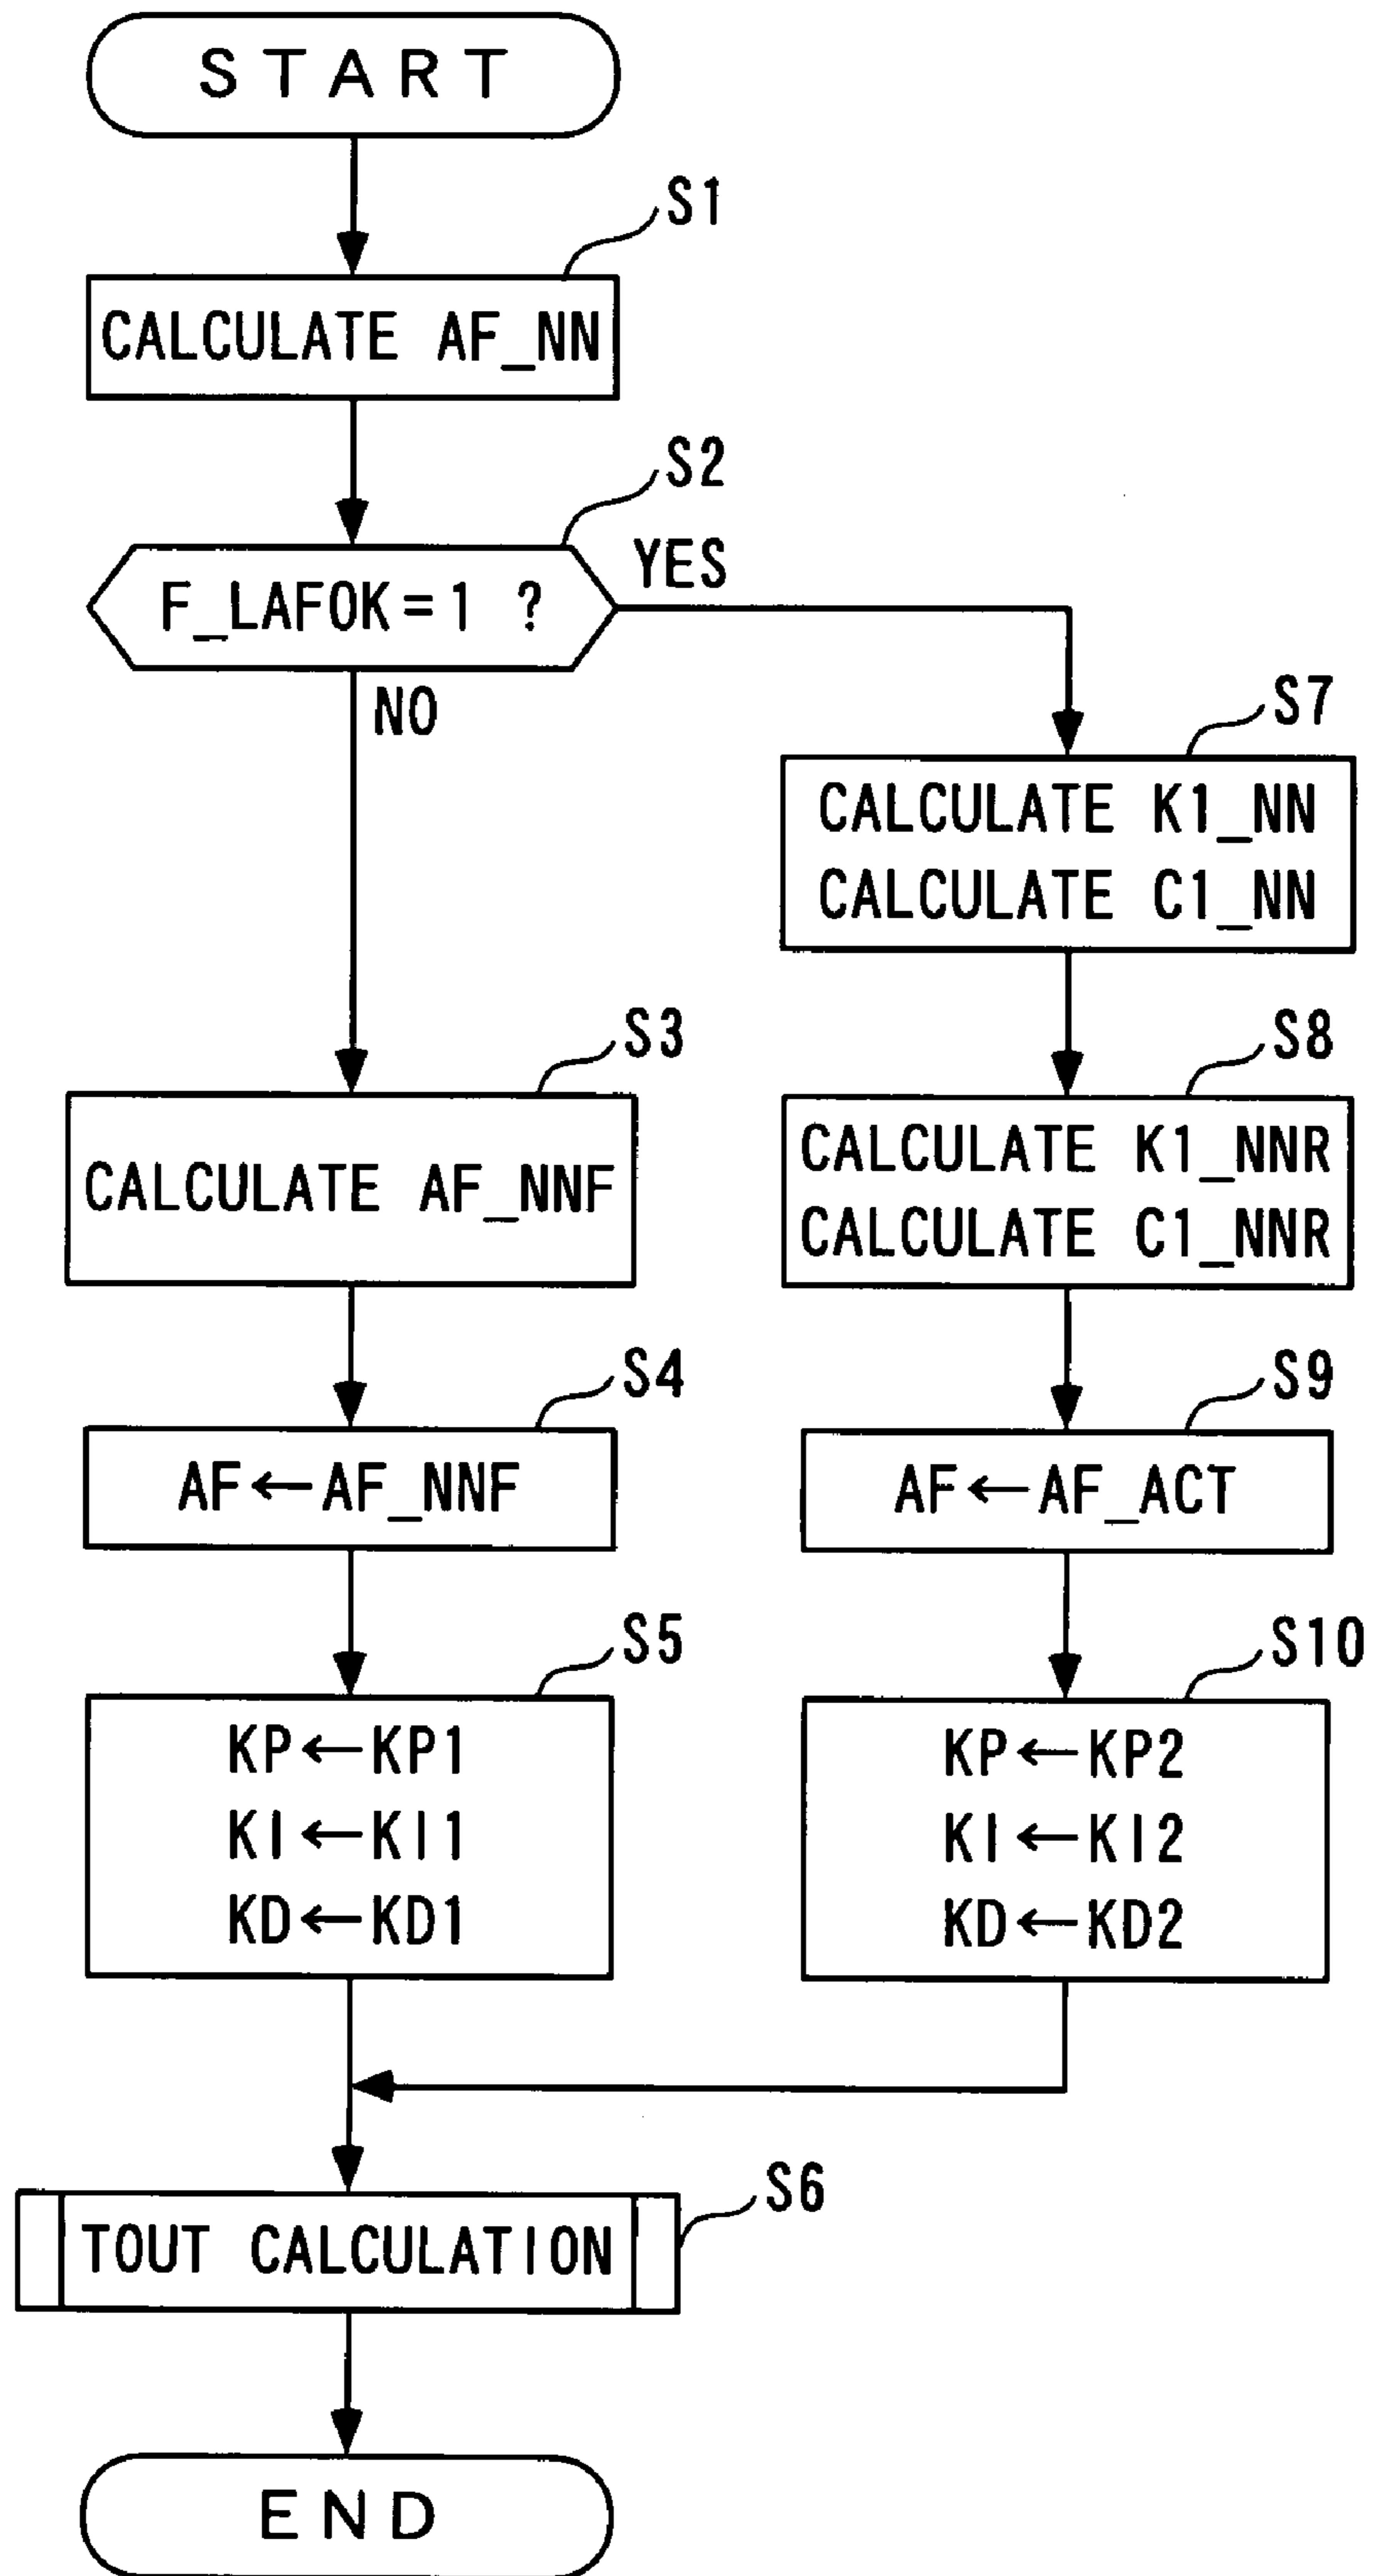 START
S1
CALCULATE AF_NN
S2
F_LAFOK=1 ?
YES
NO
S7
CALCULATE K1_NN
CALCULATE C1_NN
S3
CALCULATE AF_NNF
S8
CALCULATE K1_NNR
CALCULATE C1_NNR
S4
AF←AF_NNF
S9
AF←AF_ACT
S5
KP←KP1
KI←KI1
KD←KD1
S10
KP←KP2
KI←KI2
KD←KD2
S6
TOUT CALCULATION
END